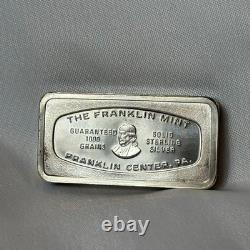 THE FRANKLIN MINT
GUARANTEED
1000
GRAINS
SOLID
STERLING
SILVER
FRANKLIN CENTER, PA.